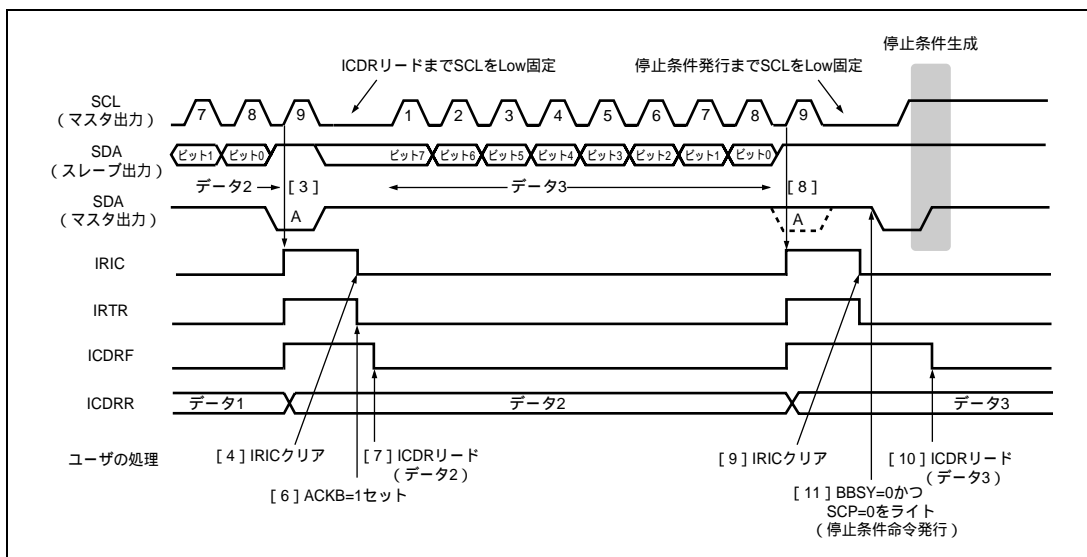 停止条件生成
ICDRリードまでSCLをLow固定
停止条件発行までSCLをLow固定
SCL
(マスタ出力)
7 8 9 1 2 3 4 5 6 7 8 9
SDA
(スレーブ出力)
ビット1 ビット0 ビット7 ビット6 ビット5 ビット4 ビット3 ビット2 ビット1 ビット0
データ2 [3] データ3 [8]
SDA
(マスタ出力)
A A
IRIC
IRTR
ICDRF
ICDRR
データ1 データ2 データ3
ユーザの処理
[4] IRICクリア
[7] ICDRリード
(データ2)
[6] ACKB=1セット
[9] IRICクリア
[10] ICDRリード
(データ3)
[11] BBSY=0かつ
SCP=0をライト
(停止条件命令発行)